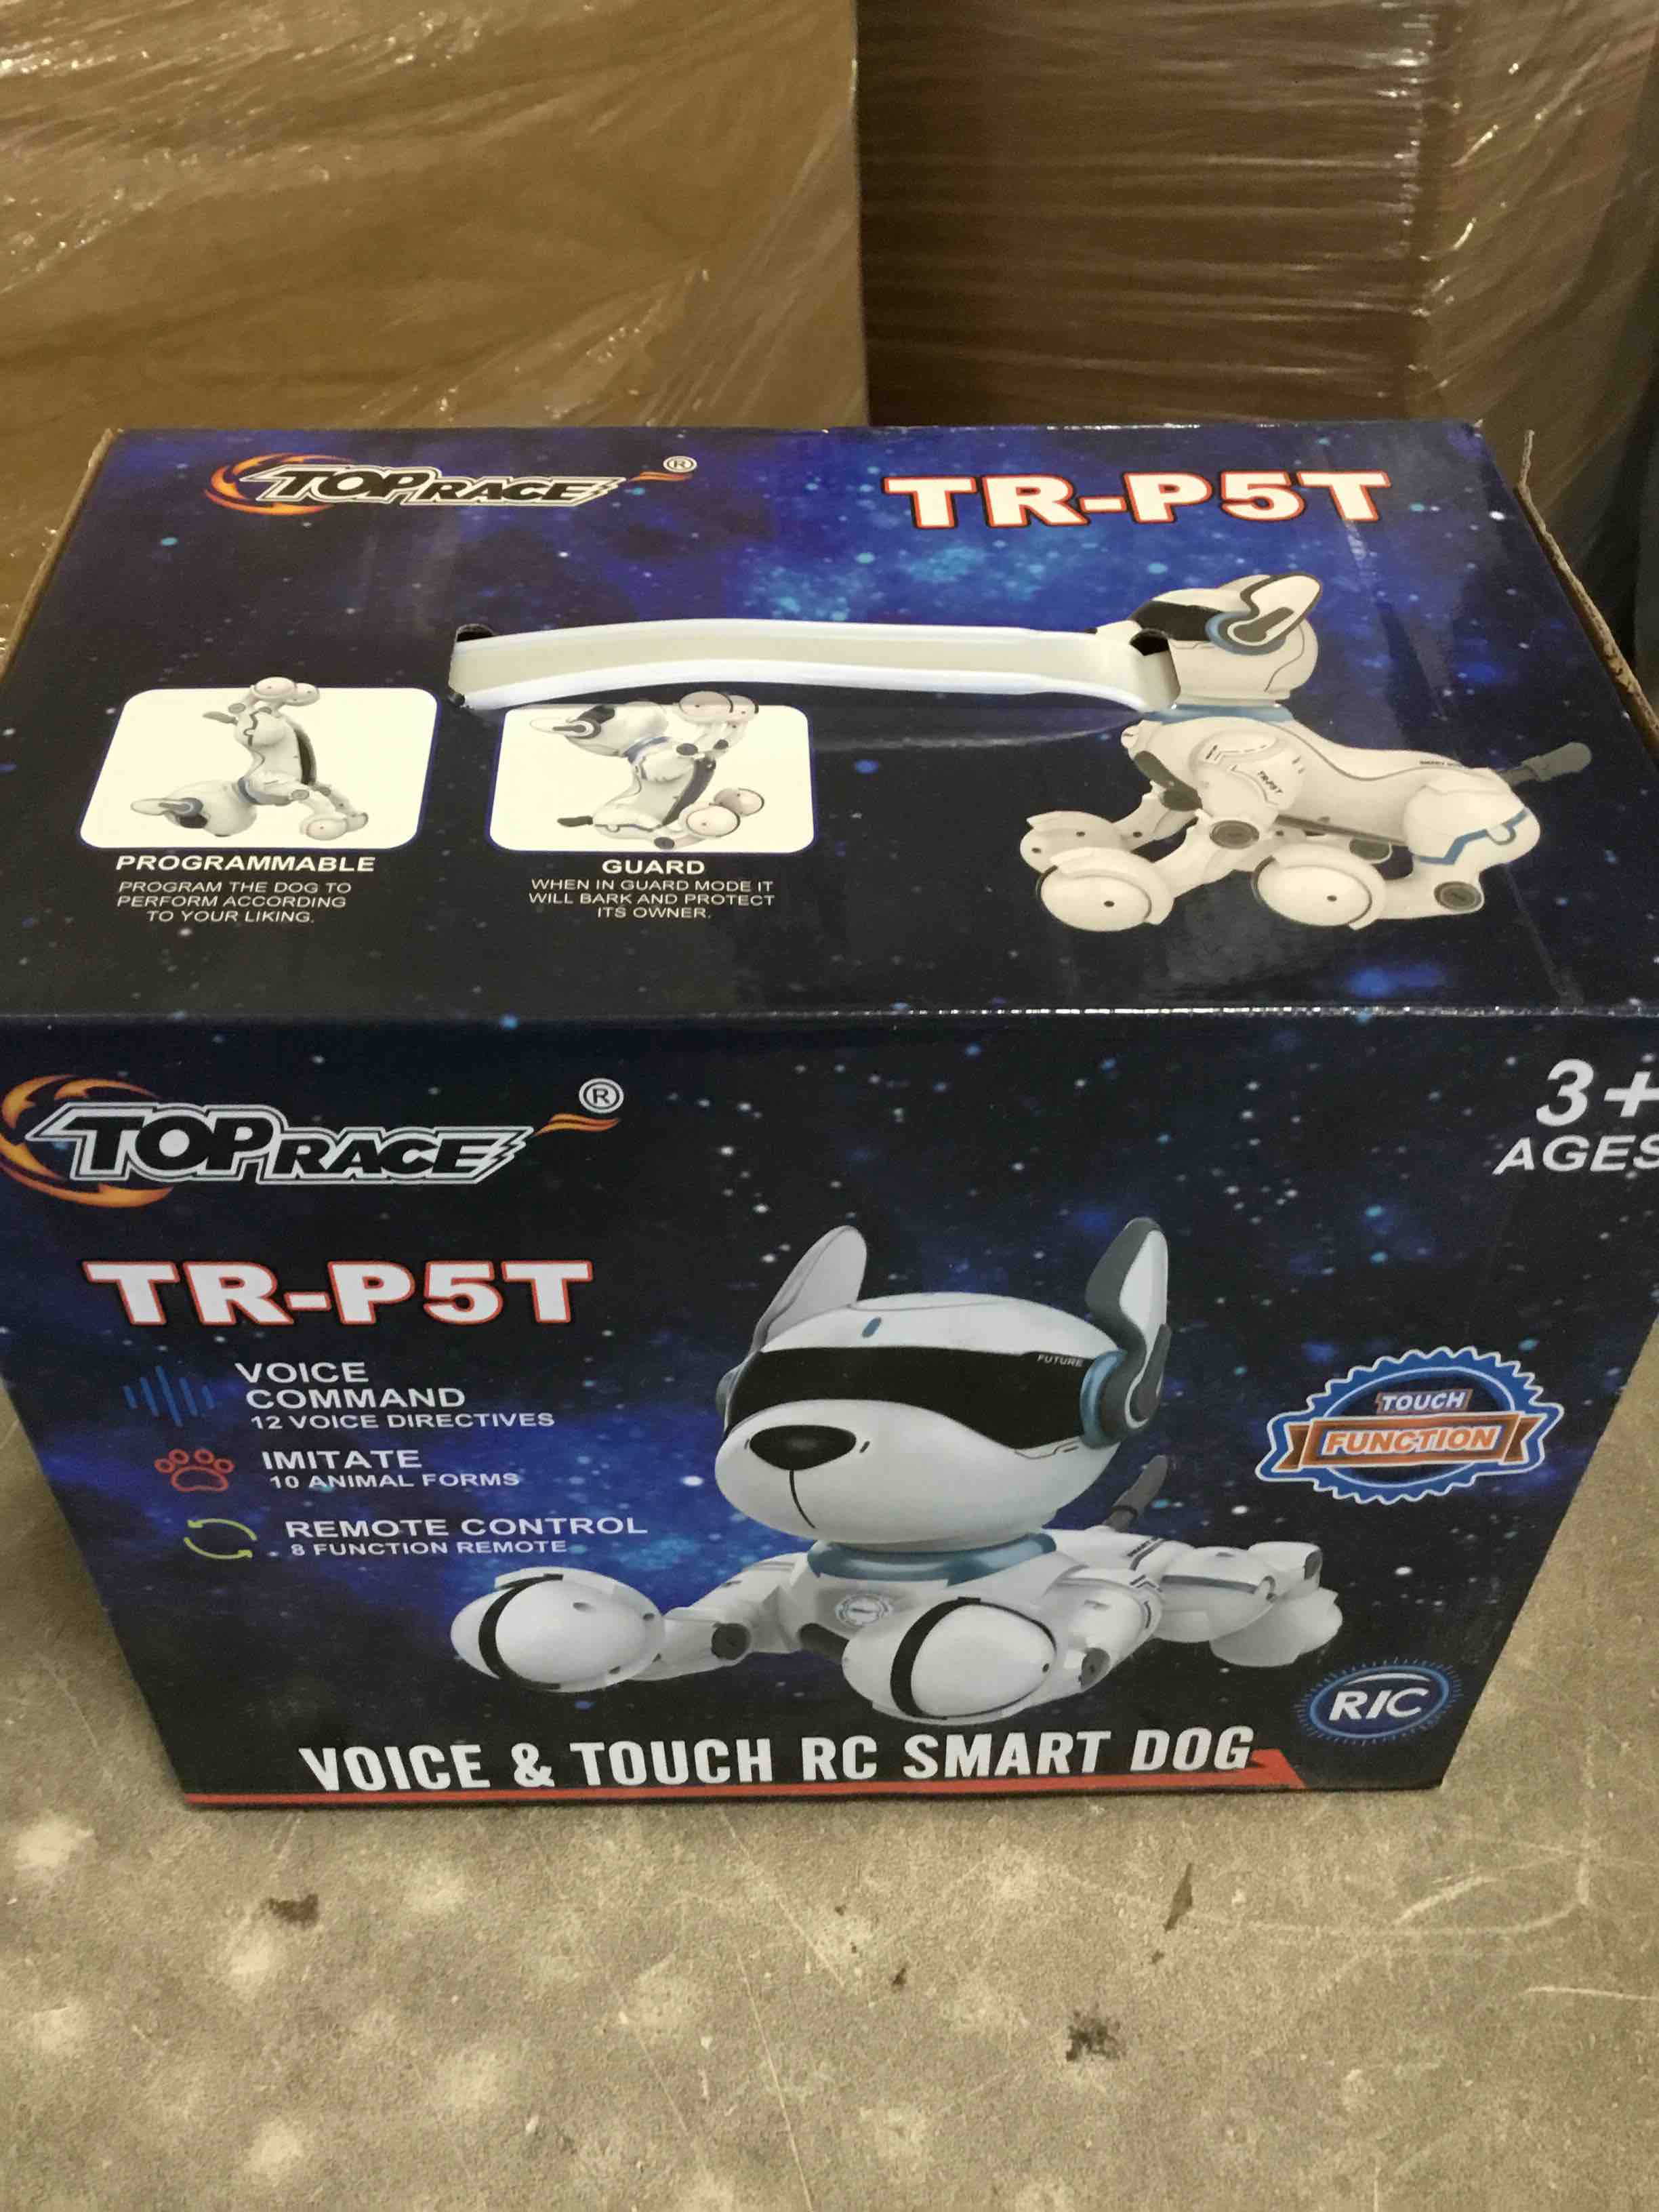 TOP RACE ®
TR-P5T
TR-P5T
PROGRAMMABLE
PROGRAM THE DOG TO
PERFORM ACCORDING
TO YOUR LIKING.
GUARD
WHEN IN GUARD MODE IT
WILL BARK AND PROTECT
ITS OWNER.
TOP RACE ®
3+
AGES
TR-P5T
VOICE
COMMAND
12 VOICE DIRECTIVES
IMITATE
10 ANIMAL FORMS
REMOTE CONTROL
8 FUNCTION REMOTE
FUTURE
TOUCH
FUNCTION
R/C
VOICE & TOUCH RC SMART DOG